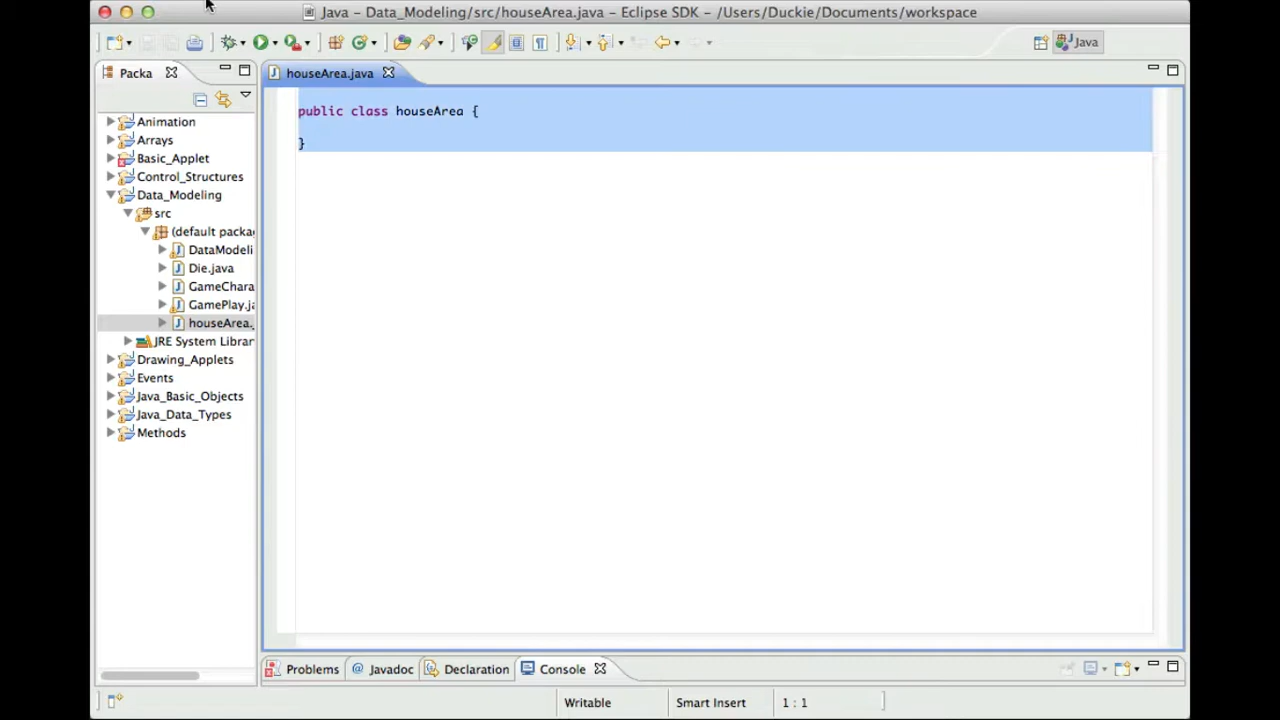 Java – Data_Modeling/src/houseArea.java – Eclipse SDK – /Users/Duckie/Documents/workspace
Java
Packa
houseArea.java
Animation
Arrays
Basic_Applet
Control_Structures
Data_Modeling
src
(default packa
DataModeli
Die.java
GameChara
GamePlay.ja
houseArea.
JRE System Librar
Drawing_Applets
Events
Java_Basic_Objects
Java_Data_Types
Methods
public class houseArea {
}
Problems @ Javadoc Declaration Console
Writable Smart Insert 1 : 1